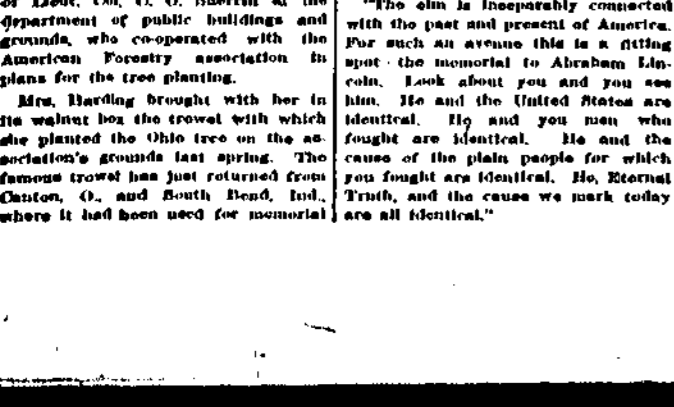 department of public buildings and
grounds, who co-operated with the
American Forestry association in
plans for the tree planting.
Mrs. Harding brought with her in
its walnut box the trowel with which
she planted the Ohio tree on the as-
sociation's grounds last spring. The
famous trowel has just returned from
Canton, O., and South Bend, Ind.,
where it had been used for memorial
"The elm is inseparably connected
with the past and present of America.
For such an avenue this is a fitting
spot - the memorial to Abraham Lin-
coln. Look about you and you see
him. He and the United States are
identical. He and you men who
fought are identical. He and the
cause of the plain people for which
you fought are identical. He, Eternal
Truth, and the cause we mark today
are all identical."